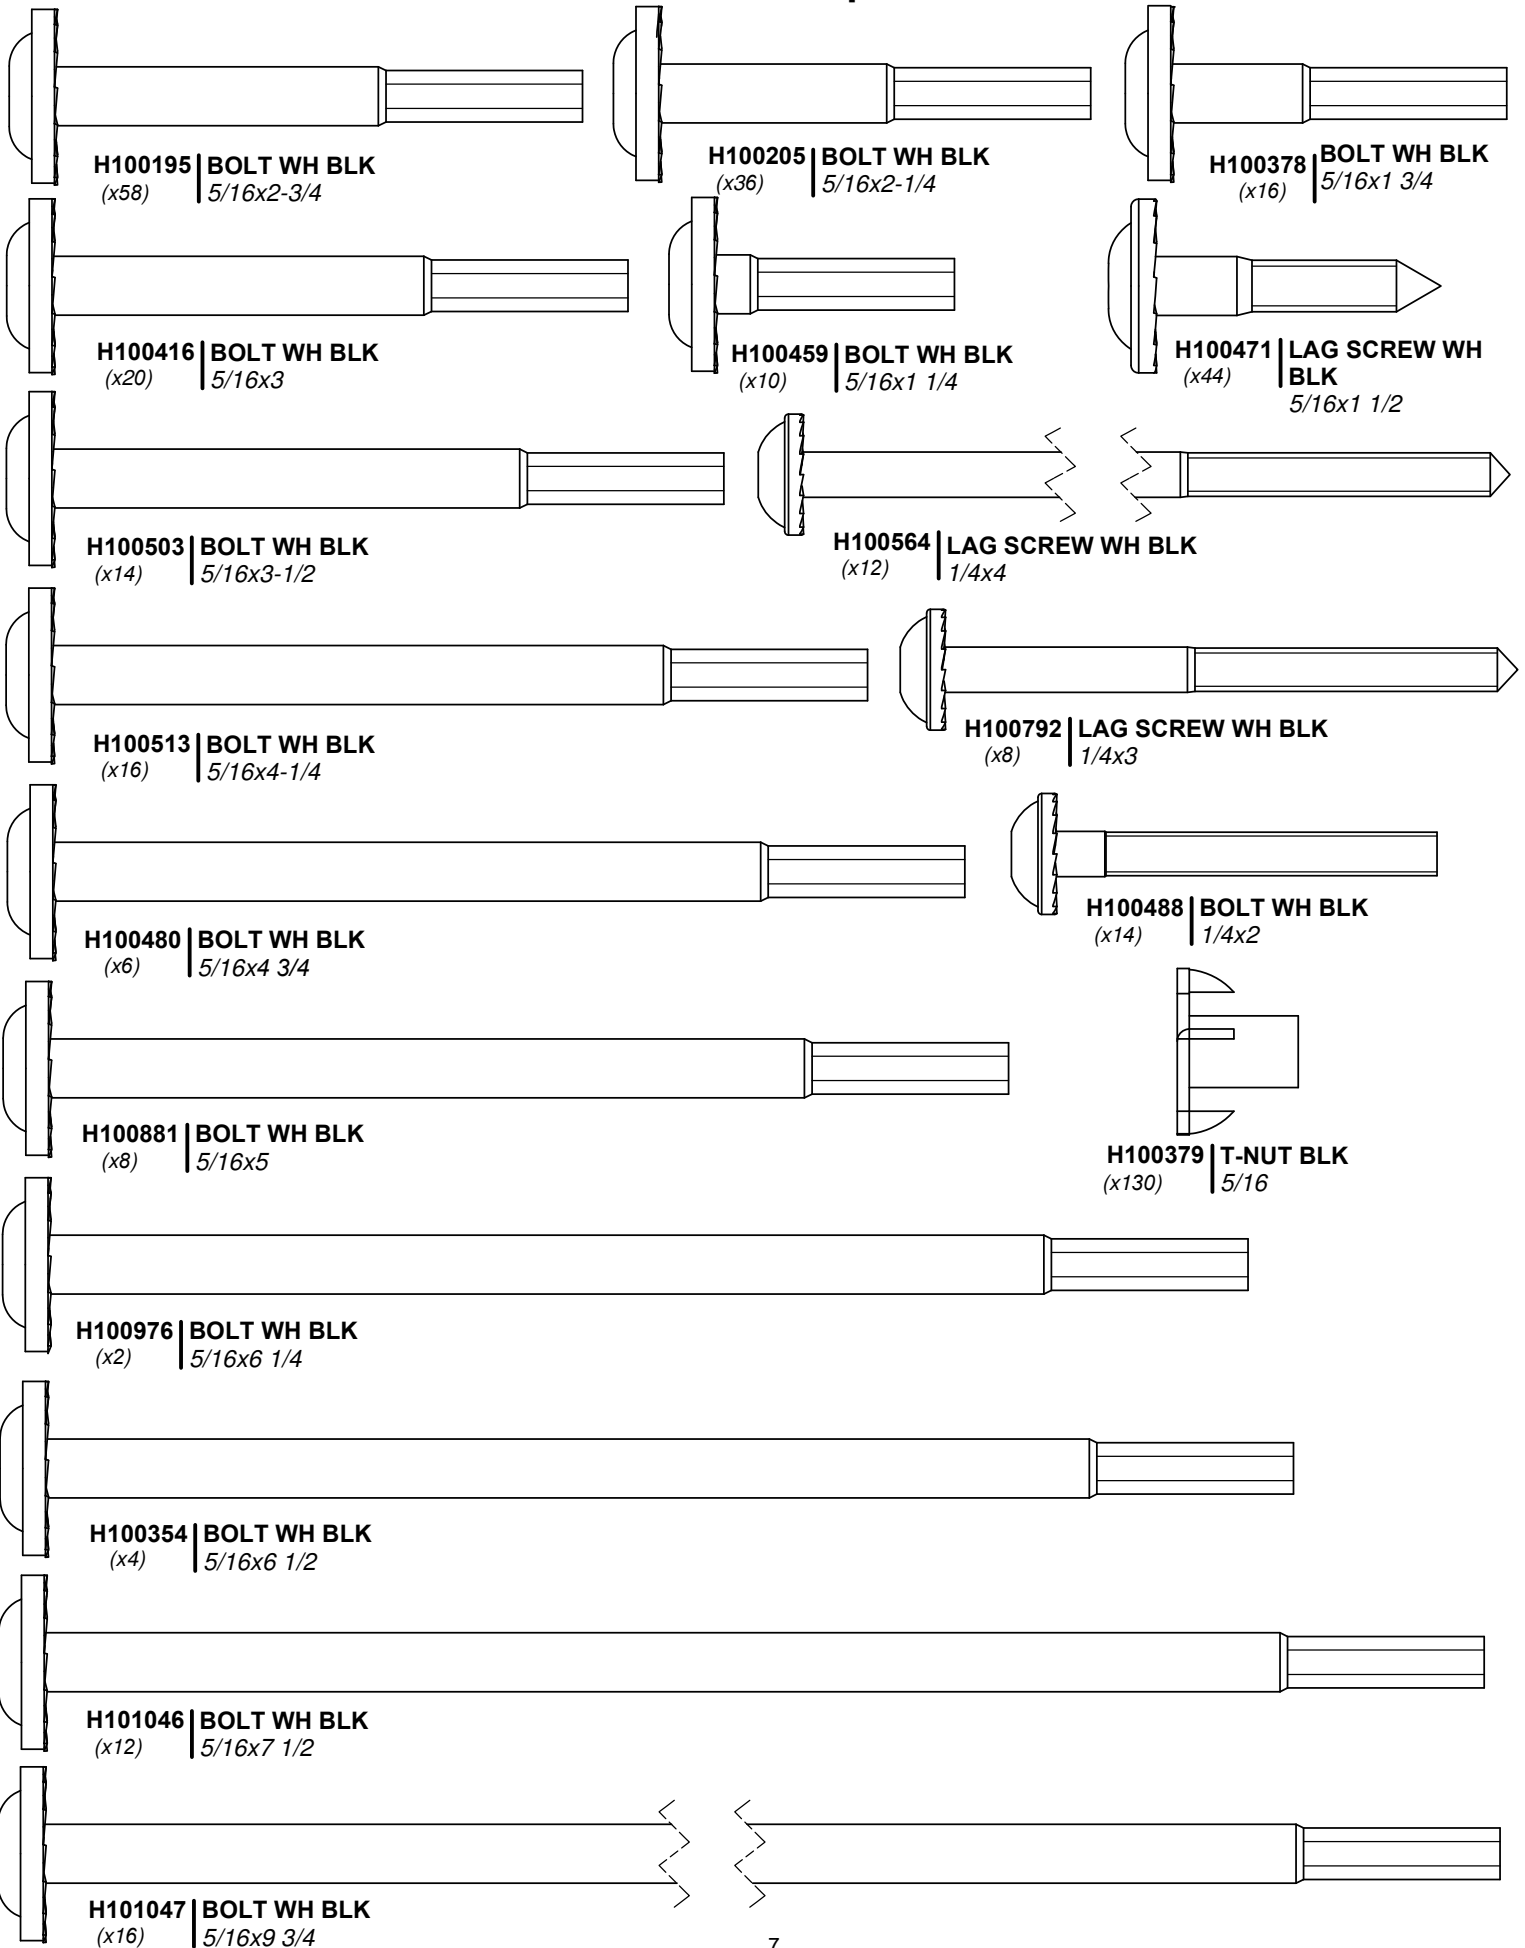 H100195 BOLT WH BLK
(x58) 5/16x2-3/4
H100205 BOLT WH BLK
(x36) 5/16x2-1/4
H100378 BOLT WH BLK
(x16) 5/16x1 3/4
H100416 BOLT WH BLK
(x20) 5/16x3
H100459 BOLT WH BLK
(x10) 5/16x1 1/4
H100471 LAG SCREW WH
(x44) BLK
5/16x1 1/2
H100503 BOLT WH BLK
(x14) 5/16x3-1/2
H100564 LAG SCREW WH BLK
(x12) 1/4x4
H100513 BOLT WH BLK
(x16) 5/16x4-1/4
H100792 LAG SCREW WH BLK
(x8) 1/4x3
H100480 BOLT WH BLK
(x6) 5/16x4 3/4
H100488 BOLT WH BLK
(x14) 1/4x2
H100881 BOLT WH BLK
(x8) 5/16x5
H100379 T-NUT BLK
(x130) 5/16
H100976 BOLT WH BLK
(x2) 5/16x6 1/4
H100354 BOLT WH BLK
(x4) 5/16x6 1/2
H101046 BOLT WH BLK
(x12) 5/16x7 1/2
H101047 BOLT WH BLK
(x16) 5/16x9 3/4